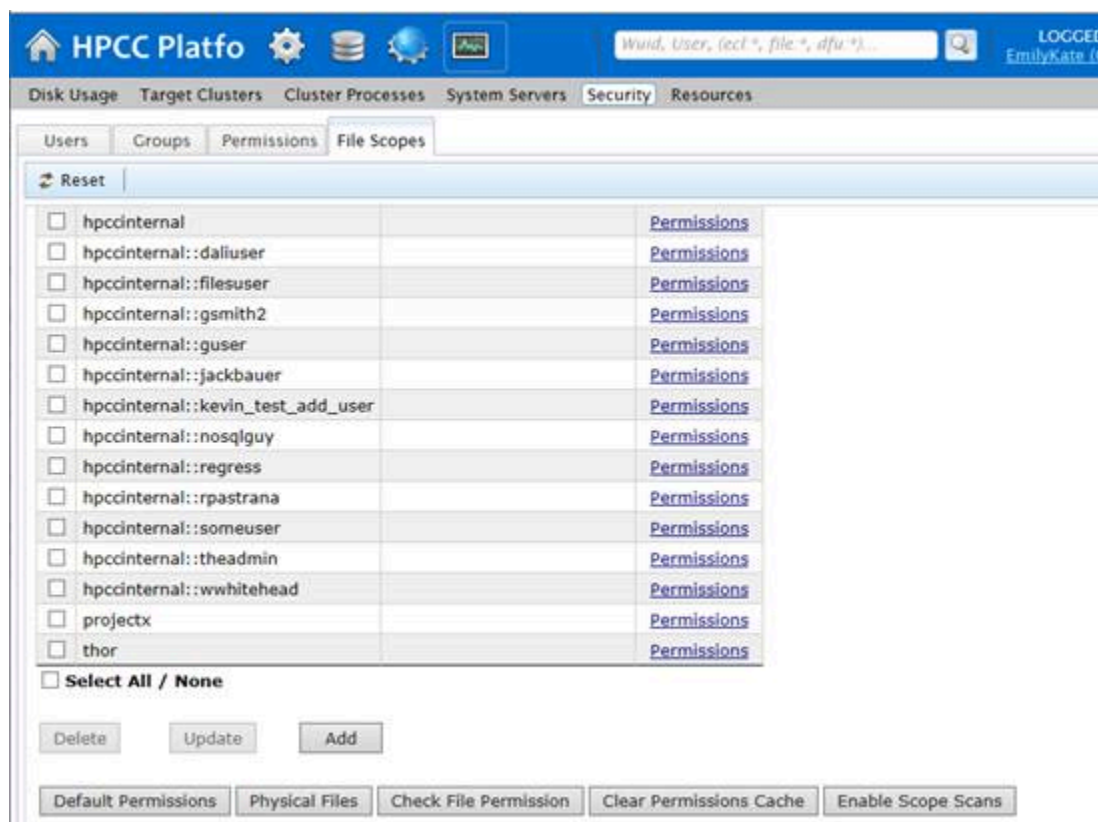 HPCC Platfo
Wuid, User, (ecl:*, file:*, dfu:*)...
LOGGED
EmilyKate (
Disk Usage Target Clusters Cluster Processes System Servers Security Resources
Users Groups Permissions File Scopes
Reset
hpccinternal Permissions
hpccinternal::daliuser Permissions
hpccinternal::filesuser Permissions
hpccinternal::gsmith2 Permissions
hpccinternal::guser Permissions
hpccinternal::jackbauer Permissions
hpccinternal::kevin_test_add_user Permissions
hpccinternal::nosqlguy Permissions
hpccinternal::regress Permissions
hpccinternal::rpastrana Permissions
hpccinternal::someuser Permissions
hpccinternal::theadmin Permissions
hpccinternal::wwhitehead Permissions
projectx Permissions
thor Permissions
Select All / None
Delete Update Add
Default Permissions Physical Files Check File Permission Clear Permissions Cache Enable Scope Scans